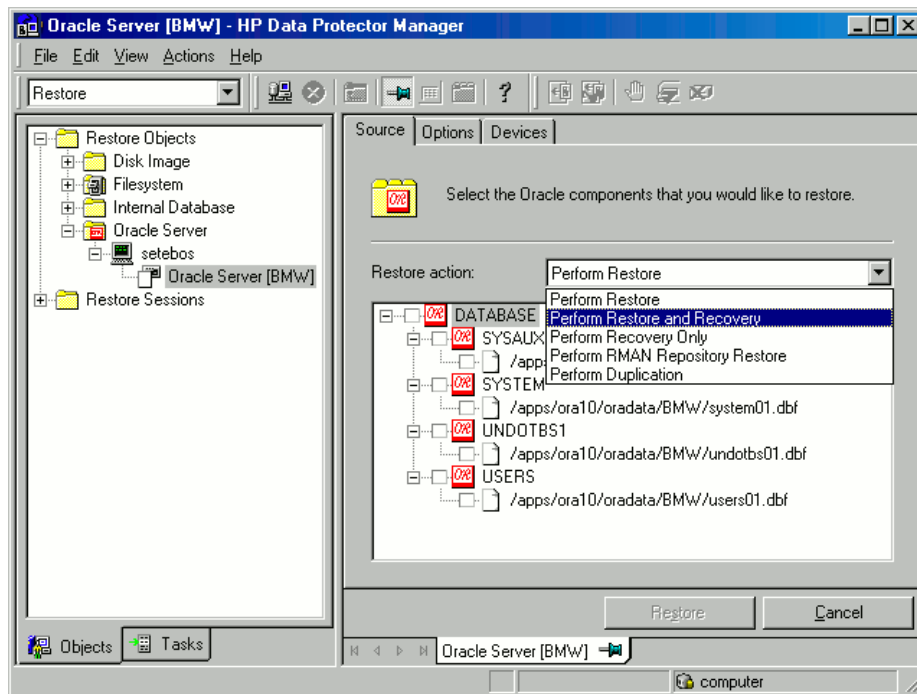 Oracle Server [BMW] - HP Data Protector Manager
File Edit View Actions Help
Restore
Restore Objects
Disk Image
Filesystem
Internal Database
Oracle Server
setebos
Oracle Server [BMW]
Restore Sessions
Objects
Tasks
Source
Options
Devices
Select the Oracle components that you would like to restore.
Restore action:
Perform Restore
Perform Restore
Perform Restore and Recovery
Perform Recovery Only
Perform RMAN Repository Restore
Perform Duplication
DATABASE
SYSAUX
/app
SYSTEM
/apps/ora10/oradata/BMW/system01.dbf
UNDOTBS1
/apps/ora10/oradata/BMW/undotbs01.dbf
USERS
/apps/ora10/oradata/BMW/users01.dbf
Restore
Cancel
Oracle Server [BMW]
computer